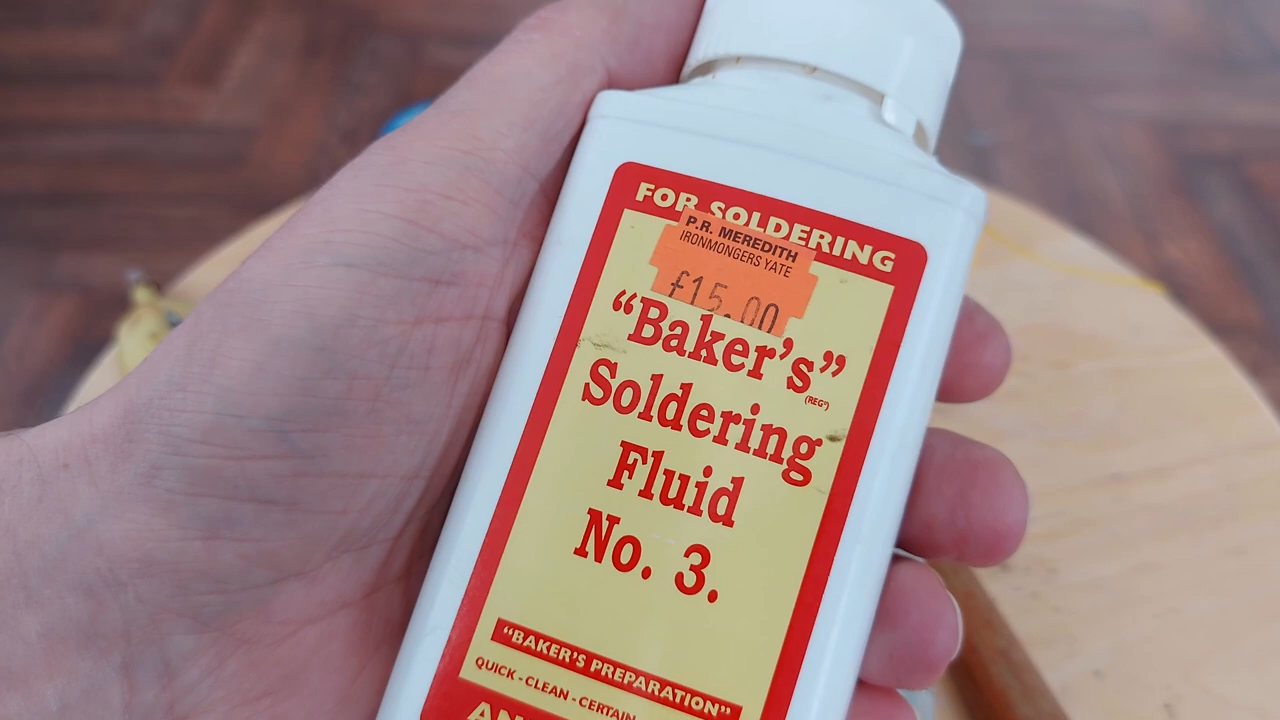 FOR SOLDERING
P.R. MEREDITH
IRONMONGERS YATE
£15.00
“Baker’s”
(REGᴰ)
Soldering
Fluid
No. 3.
“BAKER’S PREPARATION”
QUICK - CLEAN - CERTAIN